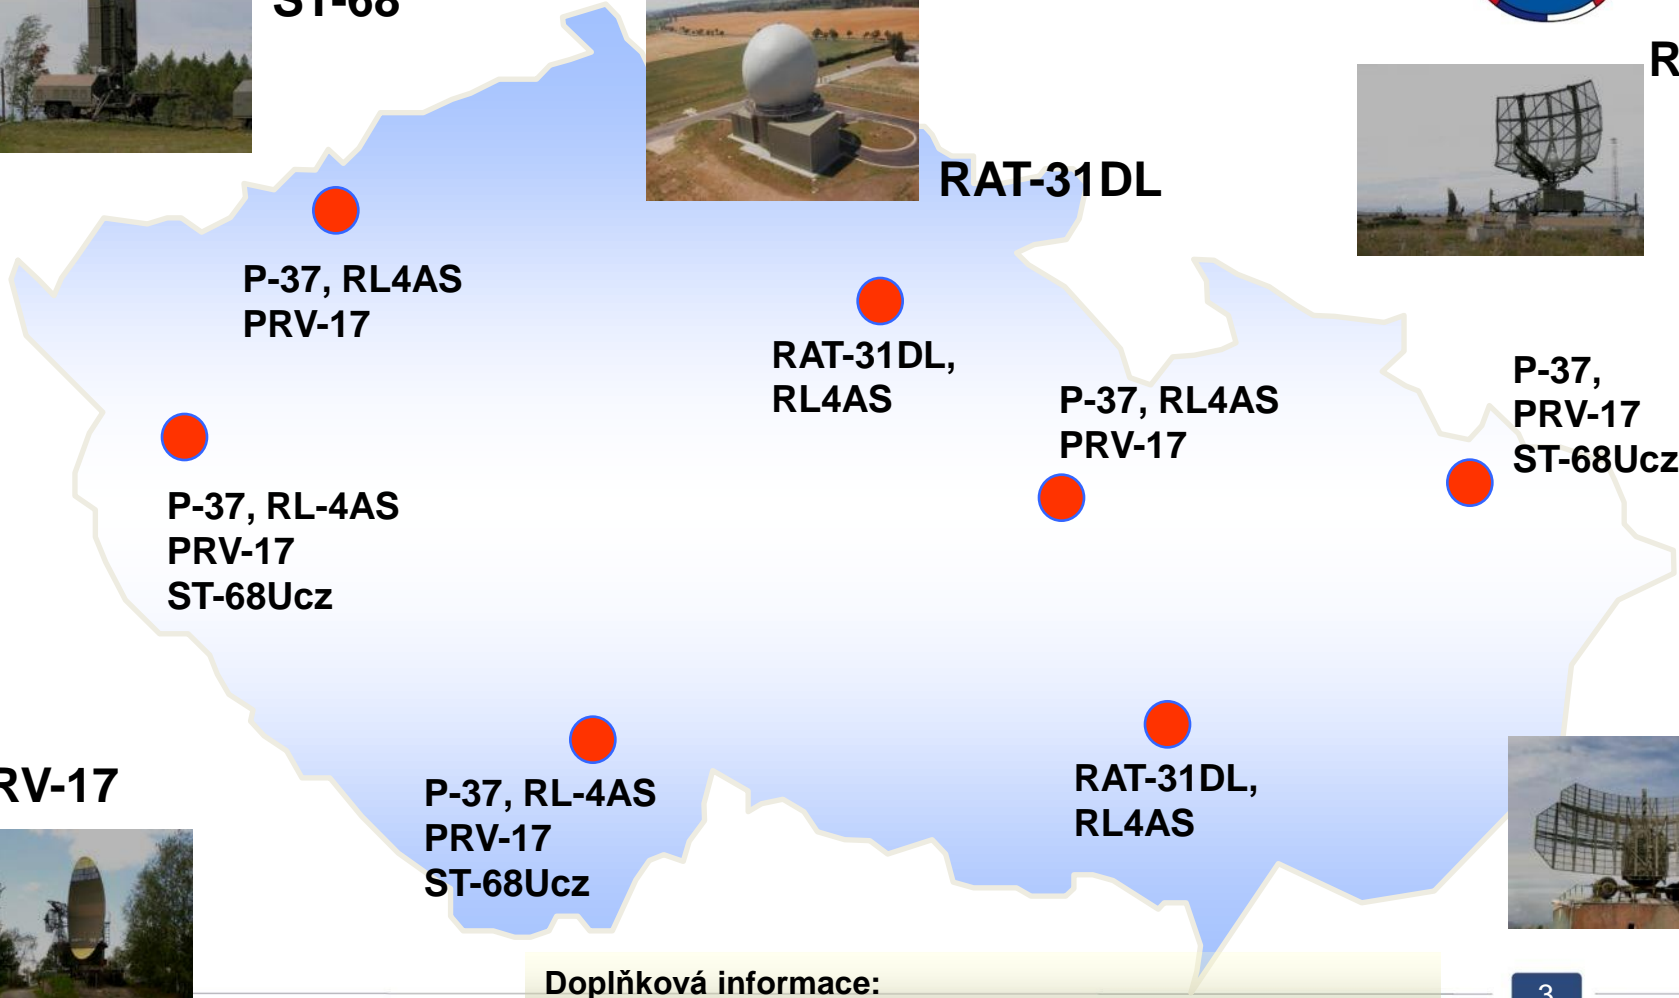 ST-68
R
RAT-31DL
P-37, RL4AS
PRV-17
RAT-31DL,
RL4AS
P-37, RL4AS
PRV-17
P-37,
PRV-17
ST-68Ucz
P-37, RL-4AS
PRV-17
ST-68Ucz
RV-17
P-37, RL-4AS
PRV-17
ST-68Ucz
RAT-31DL,
RL4AS
Doplňková informace:
3